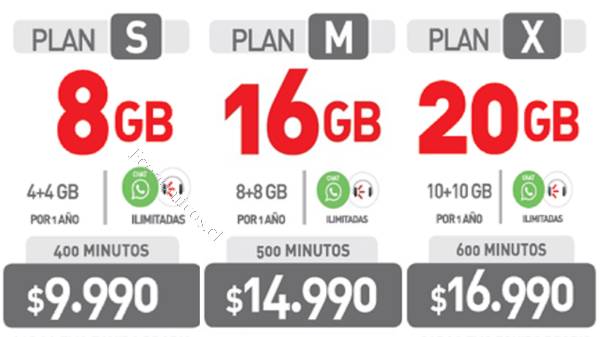 PLAN S
8GB
4+4 GB
POR 1 AÑO
CHAT
ILIMITADAS
400 MINUTOS
$9.990
PLAN M
16GB
8+8 GB
POR 1 AÑO
CHAT
ILIMITADAS
500 MINUTOS
$14.990
PLAN X
20GB
10+10 GB
POR 1 AÑO
CHAT
ILIMITADAS
600 MINUTOS
$16.990